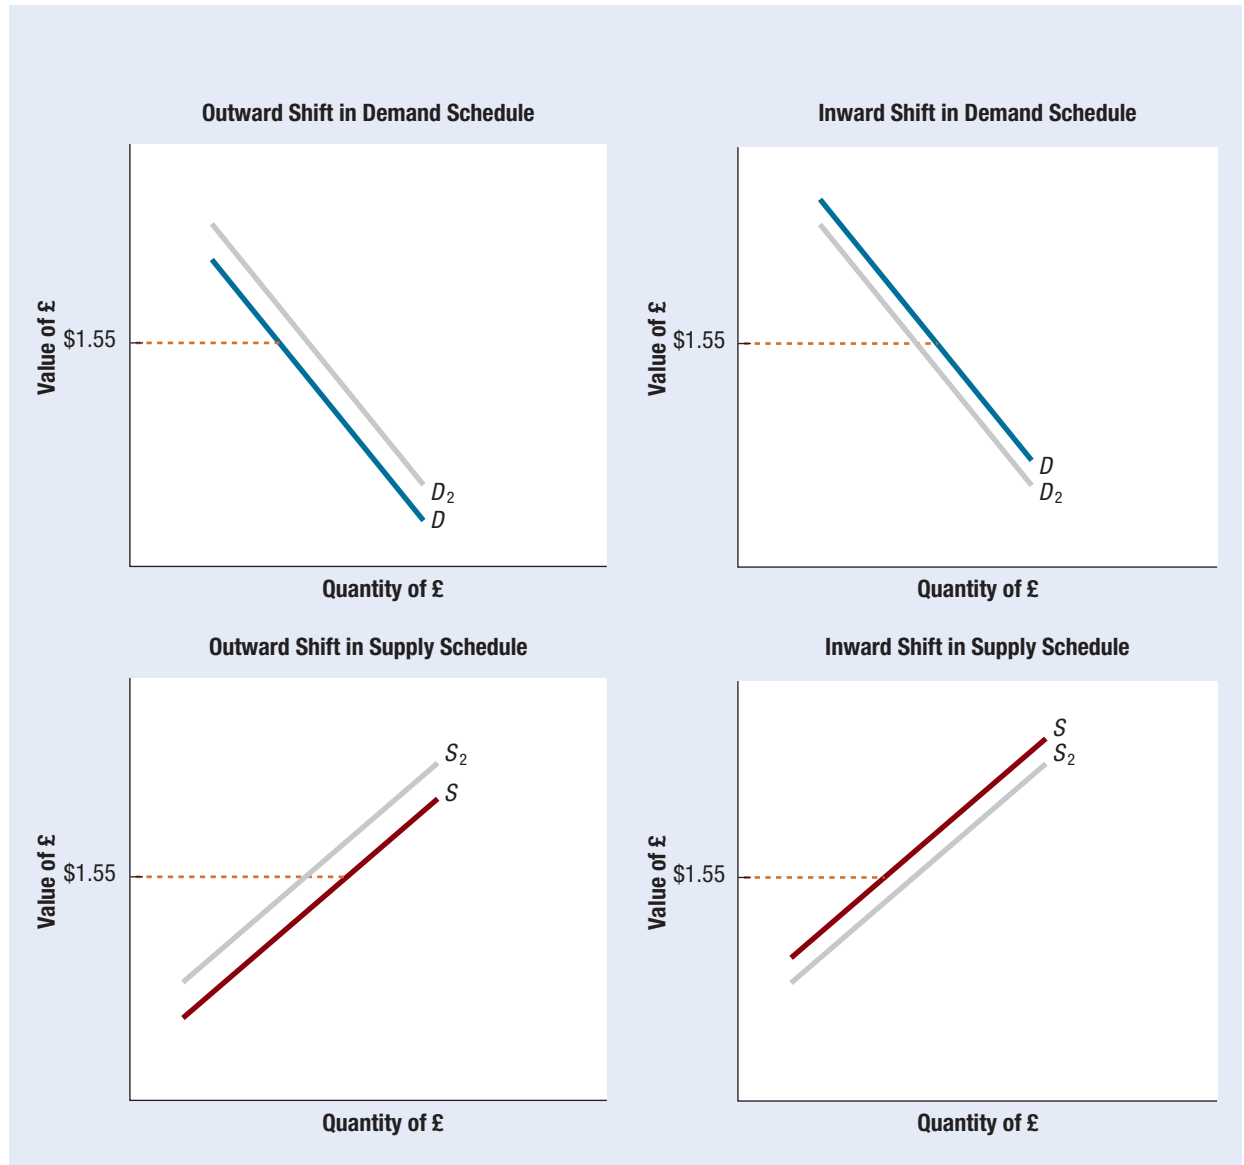 Outward Shift in Demand Schedule
Value of £
$1.55
D2
D
Quantity of £
Inward Shift in Demand Schedule
Value of £
$1.55
D
D2
Quantity of £
Outward Shift in Supply Schedule
Value of £
$1.55
S2
S
Quantity of £
Inward Shift in Supply Schedule
Value of £
$1.55
S
S2
Quantity of £